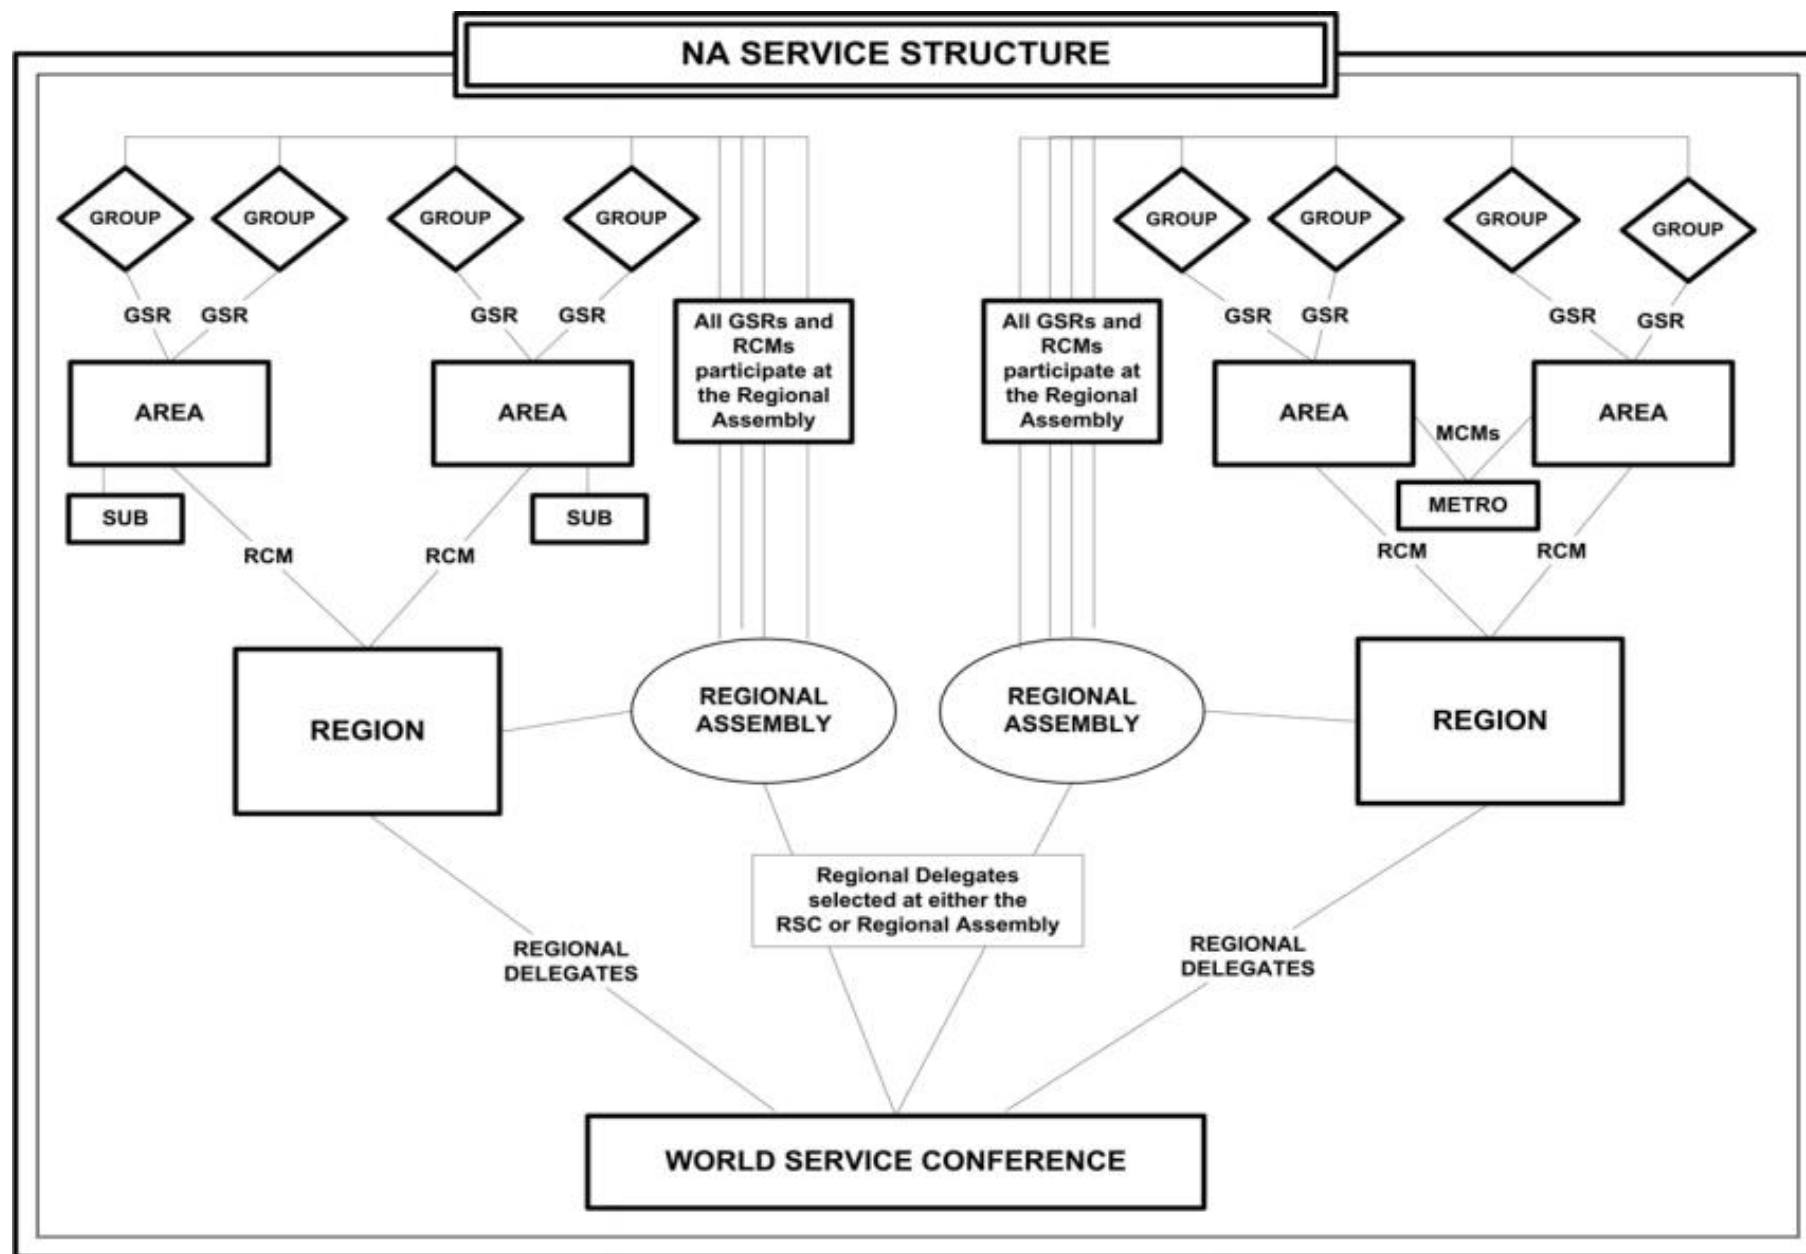 NA SERVICE STRUCTURE
GROUP
GROUP
GROUP
GROUP
GROUP
GROUP
GROUP
GROUP
GSR
GSR
GSR
GSR
All GSRs and
RCMs
participate at
the Regional
Assembly
All GSRs and
RCMs
participate at
the Regional
Assembly
GSR
GSR
GSR
GSR
AREA
AREA
AREA
MCMs
AREA
SUB
SUB
METRO
RCM
RCM
RCM
RCM
REGION
REGIONAL
ASSEMBLY
REGIONAL
ASSEMBLY
REGION
Regional Delegates
selected at either the
RSC or Regional Assembly
REGIONAL
DELEGATES
REGIONAL
DELEGATES
WORLD SERVICE CONFERENCE